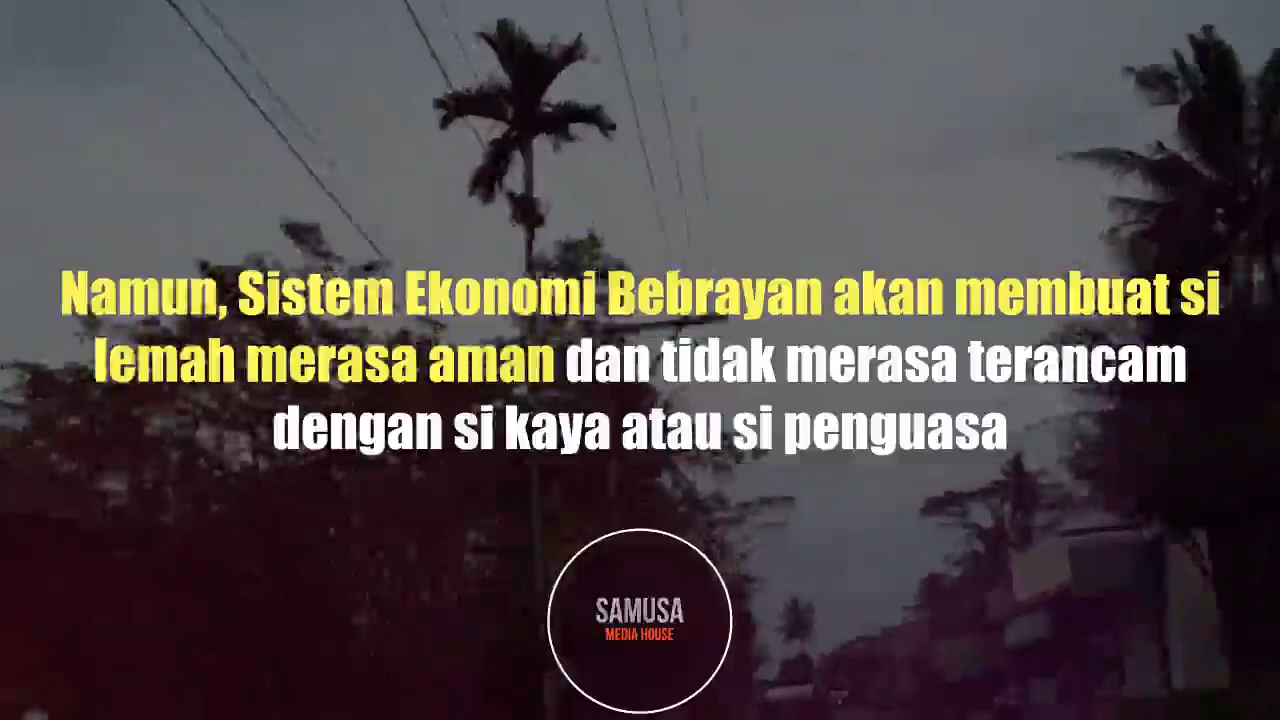 Namun, Sistem Ekonomi Bebrayan akan membuat si
lemah merasa aman dan tidak merasa terancam
dengan si kaya atau si penguasa
SAMUSA
MEDIA HOUSE